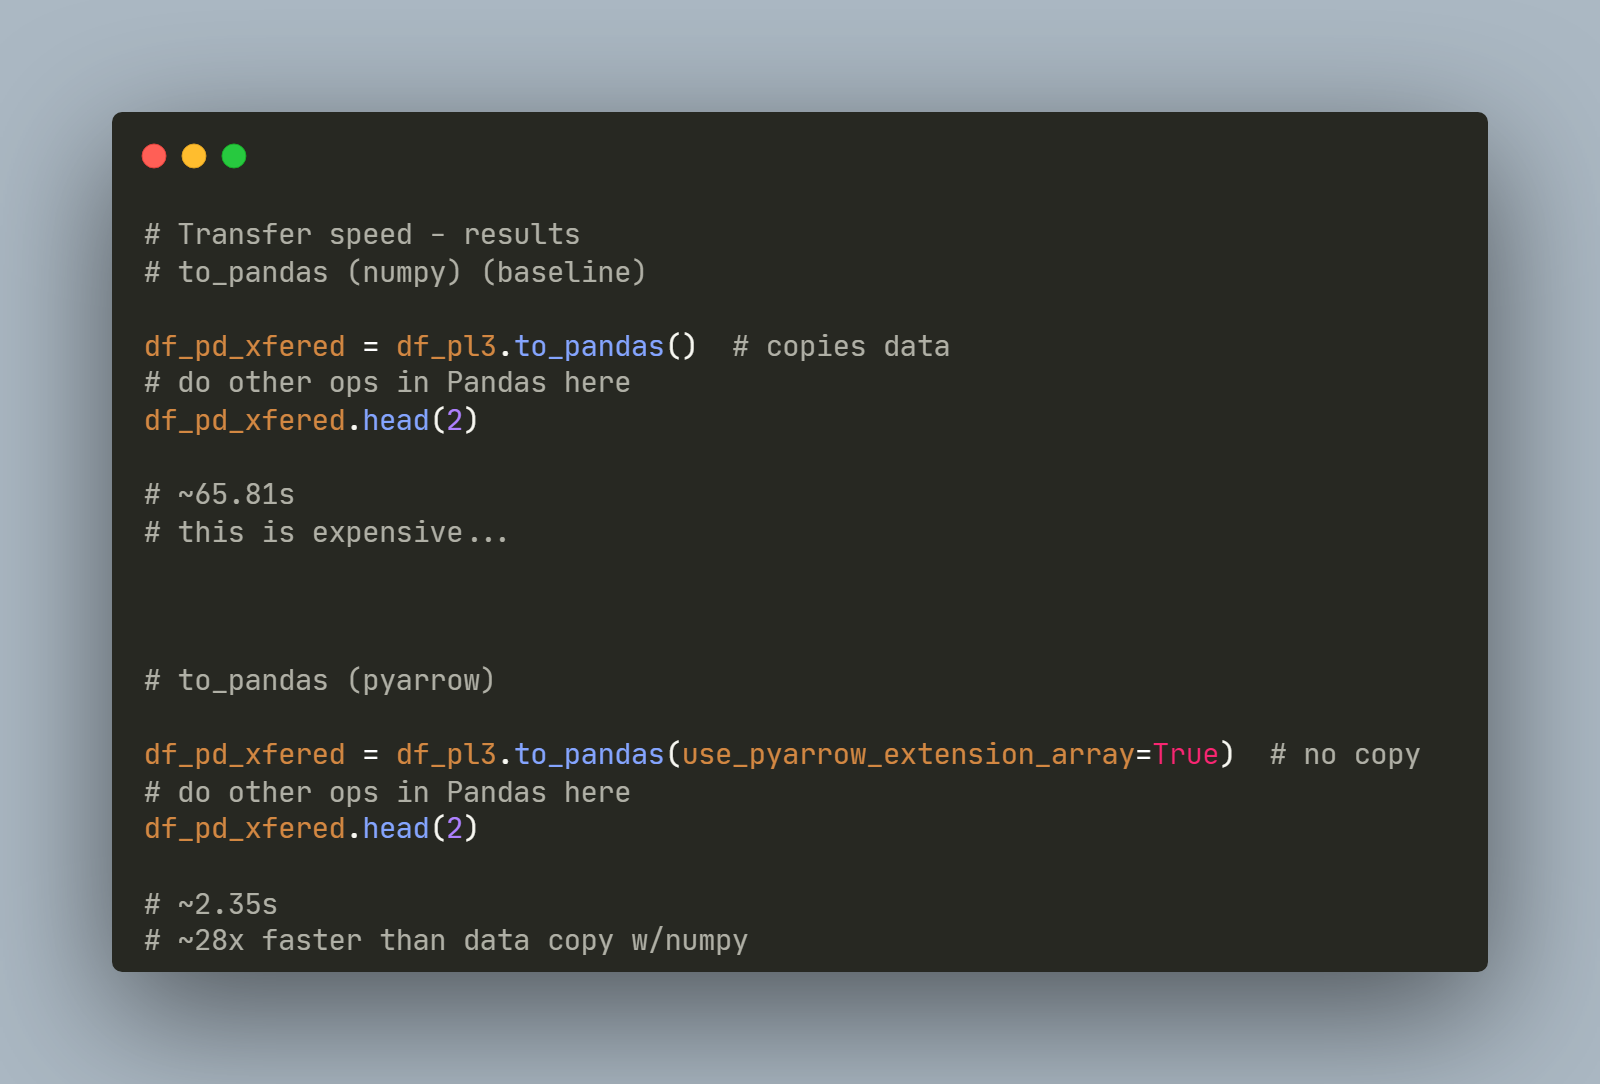 # Transfer speed - results
# to_pandas (numpy) (baseline)
df_pd_xfered = df_pl3.to_pandas()  # copies data
# do other ops in Pandas here
df_pd_xfered.head(2)
# ~65.81s
# this is expensive...
# to_pandas (pyarrow)
df_pd_xfered = df_pl3.to_pandas(use_pyarrow_extension_array=True)  # no copy
# do other ops in Pandas here
df_pd_xfered.head(2)
# ~2.35s
# ~28x faster than data copy w/numpy